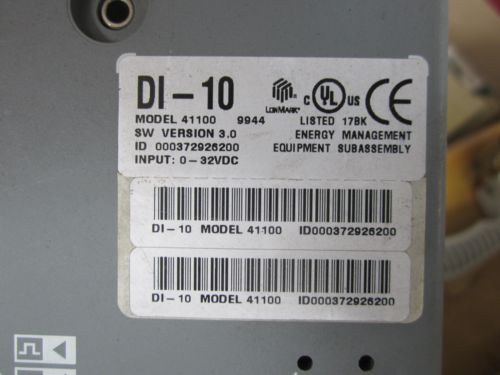 DI-10
LONMARK
C UL US CE
MODEL 41100 9944 LISTED 17BK
SW VERSION 3.0 ENERGY MANAGEMENT
ID 000372926200 EQUIPMENT SUBASSEMBLY
INPUT: 0-32VDC
DI-10 MODEL 41100 ID000372926200
DI-10 MODEL 41100 ID000372926200